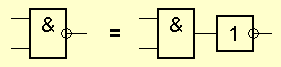 & = & 1